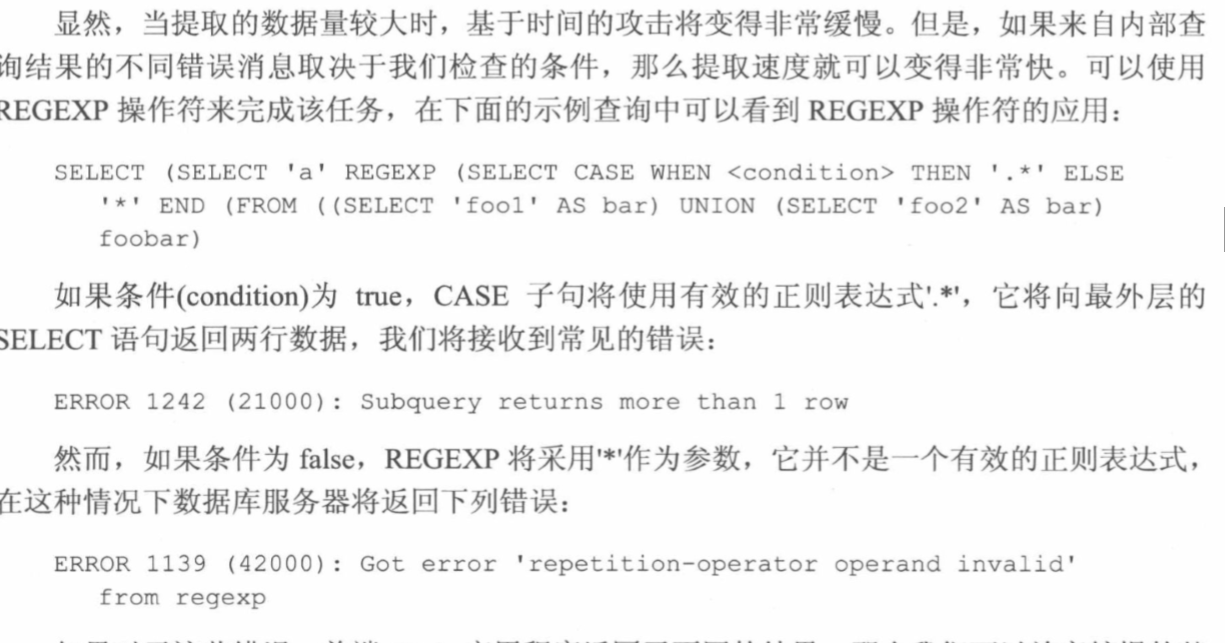 显然，当提取的数据量较大时，基于时间的攻击将变得非常缓慢。但是，如果来自内部查
询结果的不同错误消息取决于我们检查的条件，那么提取速度就可以变得非常快。可以使用
REGEXP 操作符来完成该任务，在下面的示例查询中可以看到 REGEXP 操作符的应用：
SELECT (SELECT 'a' REGEXP (SELECT CASE WHEN <condition> THEN '.*' ELSE
'*' END (FROM ((SELECT 'foo1' AS bar) UNION (SELECT 'foo2' AS bar)
foobar)
如果条件(condition)为 true，CASE 子句将使用有效的正则表达式'.*'，它将向最外层的
SELECT 语句返回两行数据，我们将接收到常见的错误：
ERROR 1242 (21000): Subquery returns more than 1 row
然而，如果条件为 false，REGEXP 将采用'*'作为参数，它并不是一个有效的正则表达式，
在这种情况下数据库服务器将返回下列错误：
ERROR 1139 (42000): Got error 'repetition-operator operand invalid'
from regexp